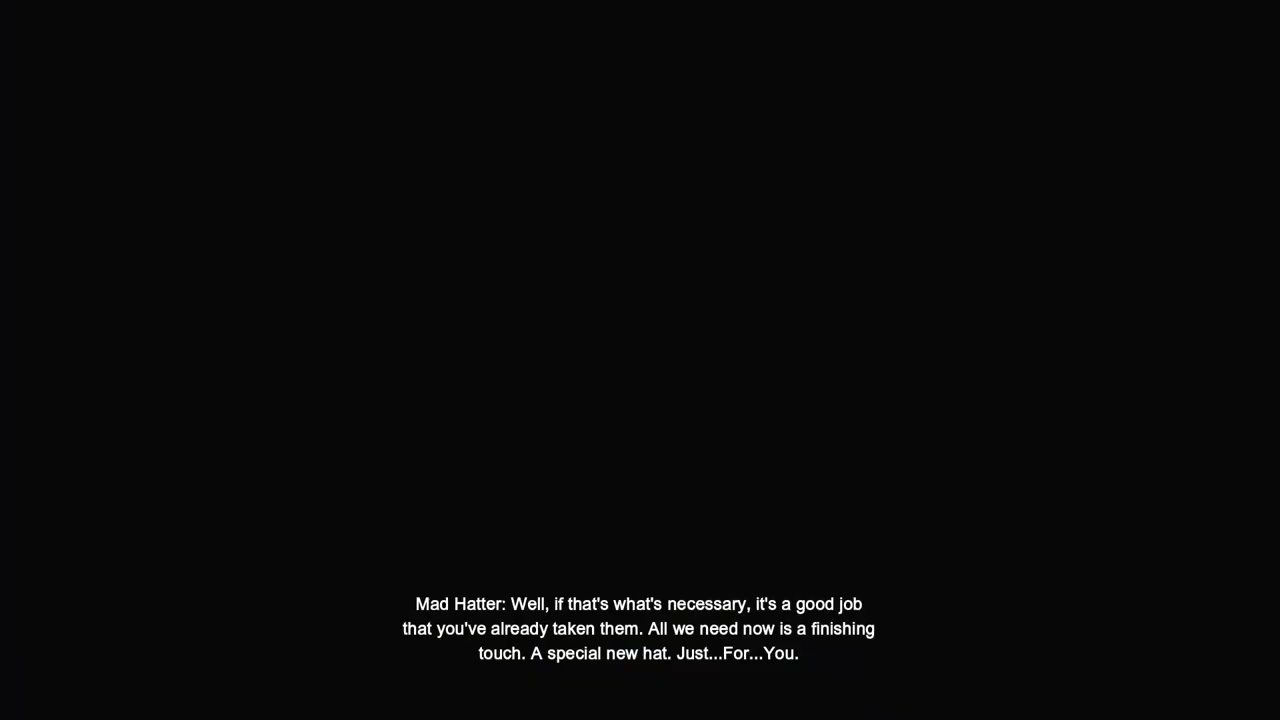 Mad Hatter: Well, if that's what's necessary, it's a good job
that you've already taken them. All we need now is a finishing
touch. A special new hat. Just...For...You.